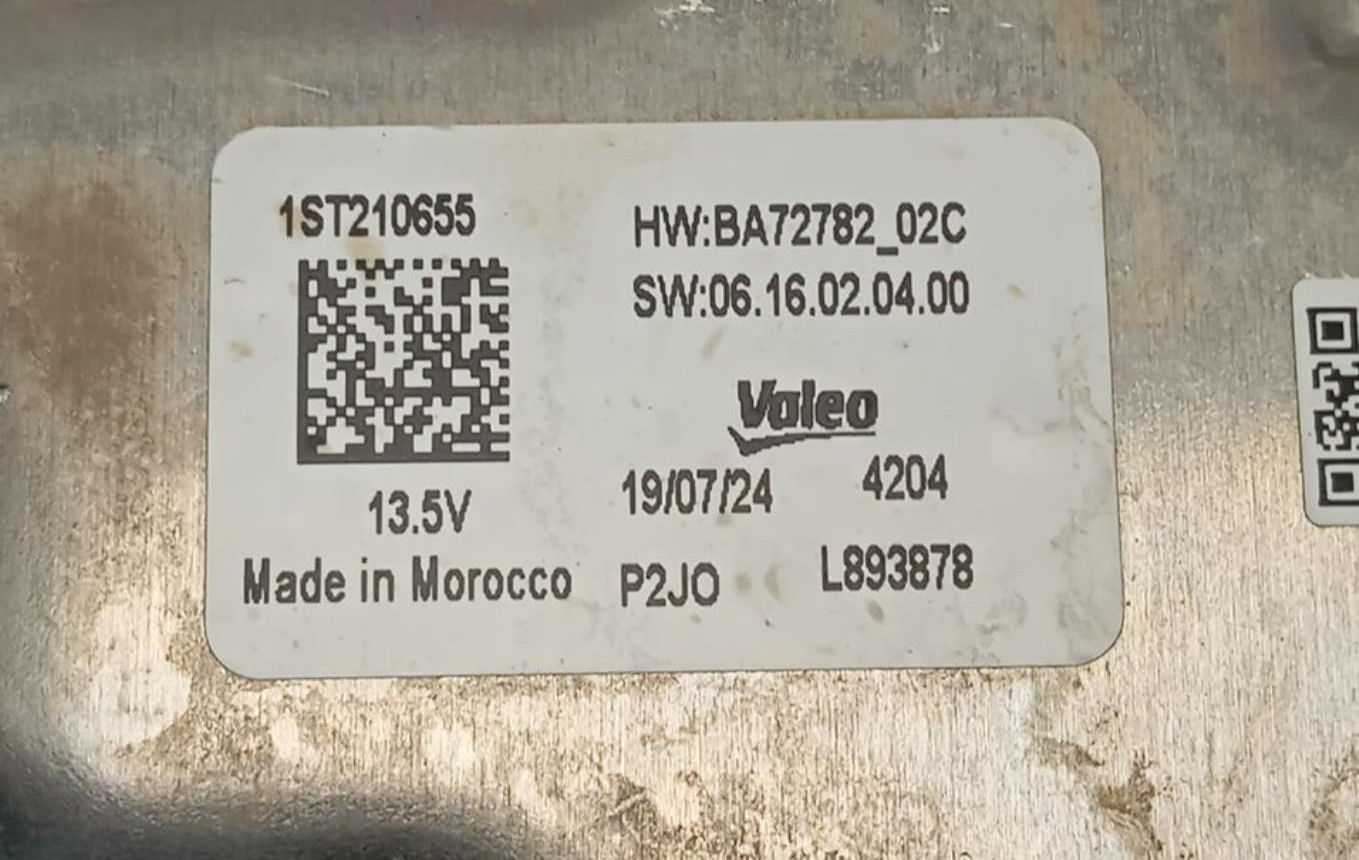 1ST210655
HW:BA72782_02C
SW:06.16.02.04.00
Valeo
19/07/24 4204
13.5V
Made in Morocco P2JO L893878